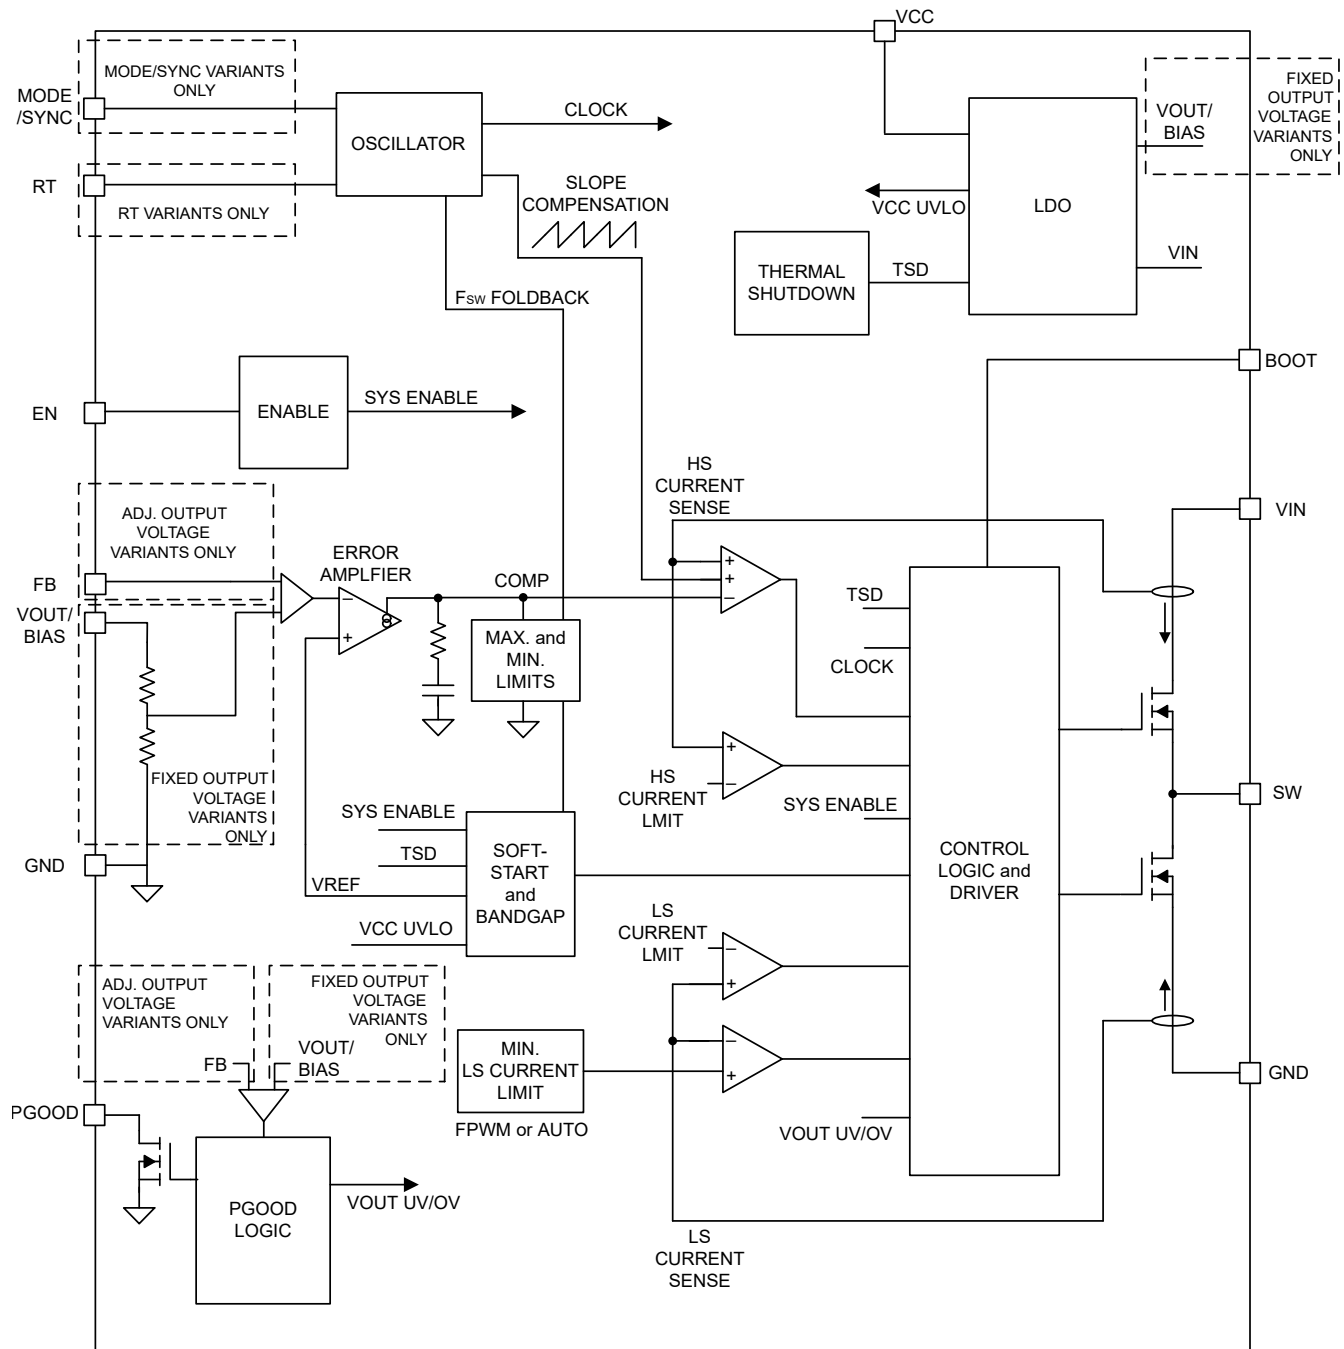 VCC
MODE/SYNC VARIANTS
ONLY
MODE
/SYNC
OSCILLATOR
CLOCK
FIXED
OUTPUT
VOLTAGE
VARIANTS
ONLY
VOUT/
BIAS
RT
RT VARIANTS ONLY
SLOPE
COMPENSATION
VCC UVLO
LDO
THERMAL
SHUTDOWN
TSD
VIN
FSW FOLDBACK
BOOT
EN
ENABLE
SYS ENABLE
HS
CURRENT
SENSE
VIN
ADJ. OUTPUT
VOLTAGE
VARIANTS ONLY
FB
ERROR
AMPLFIER
−
+
COMP
+
+
−
VOUT/
BIAS
MAX. and
MIN.
LIMITS
TSD
CLOCK
+
−
HS
CURRENT
LMIT
FIXED OUTPUT
VOLTAGE
VARIANTS
ONLY
SYS ENABLE
SW
GND
SYS ENABLE
TSD
VREF
VCC UVLO
SOFT-
START
and
BANDGAP
CONTROL
LOGIC and
DRIVER
LS
CURRENT
LMIT
−
+
ADJ. OUTPUT
VOLTAGE
VARIANTS ONLY
FB
FIXED OUTPUT
VOLTAGE
VARIANTS
ONLY
VOUT/
BIAS
MIN.
LS CURRENT
LIMIT
FPWM or AUTO
−
+
GND
PGOOD
VOUT UV/OV
PGOOD
LOGIC
VOUT UV/OV
LS
CURRENT
SENSE